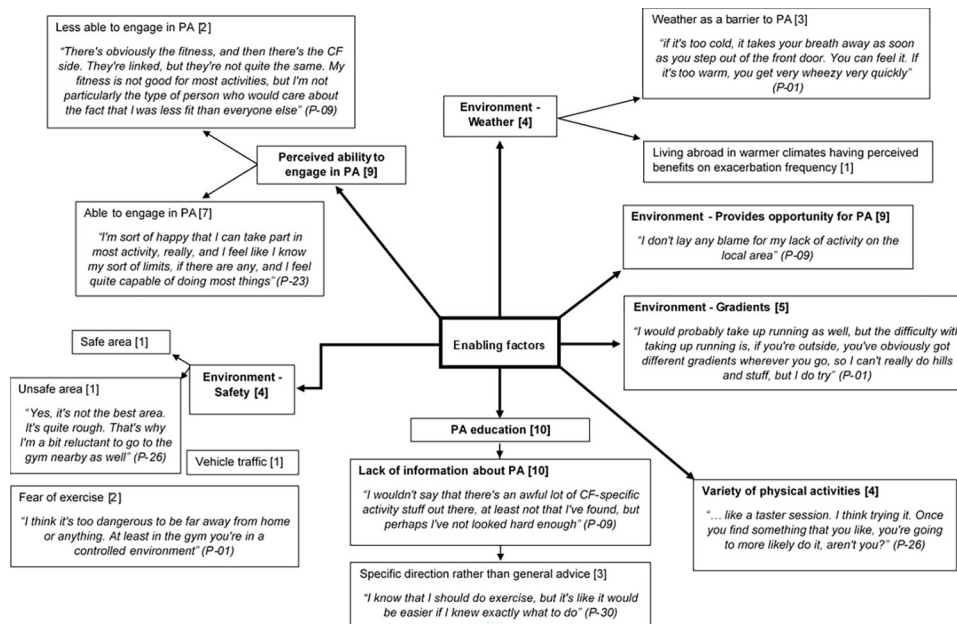 Less able to engage in PA [2]
“There's obviously the fitness, and then there's the CF
side. They're linked, but they're not quite the same. My
fitness is not good for most activities, but I'm not
particularly the type of person who would care about
the fact that I was less fit than everyone else” (P-09)
Perceived ability to
engage in PA [9]
Able to engage in PA [7]
“I'm sort of happy that I can take part in
most activity, really, and I feel like I know
my sort of limits, if there are any, and I feel
quite capable of doing most things” (P-23)
Environment -
Weather [4]
Weather as a barrier to PA [3]
“if it's too cold, it takes your breath away as soon
as you step out of the front door. You can feel it. If
it's too warm, you get very wheezy very quickly”
(P-01)
Living abroad in warmer climates having perceived
benefits on exacerbation frequency [1]
Environment - Provides opportunity for PA [9]
“I don't lay any blame for my lack of activity on the
local area” (P-09)
Environment - Gradients [5]
“I would probably take up running as well, but the difficulty with
taking up running is, if you're outside, you've obviously got
different gradients wherever you go, so I can't really do hills
and stuff, but I do try” (P-01)
Enabling factors
Safe area [1]
Environment -
Safety [4]
Unsafe area [1]
“Yes, it's not the best area.
It's quite rough. That's why
I'm a bit reluctant to go to the
gym nearby as well” (P-26)
Vehicle traffic [1]
Fear of exercise [2]
“I think it's too dangerous to be far away from home
or anything. At least in the gym you're in a
controlled environment” (P-01)
PA education [10]
Lack of information about PA [10]
“I wouldn't say that there's an awful lot of CF-specific
activity stuff out there, at least not that I've found, but
perhaps I've not looked hard enough” (P-09)
Specific direction rather than general advice [3]
“I know that I should do exercise, but it's like it would
be easier if I knew exactly what to do” (P-30)
Variety of physical activities [4]
“… like a taster session. I think trying it. Once
you find something that you like, you're going
to more likely do it, aren't you?” (P-26)